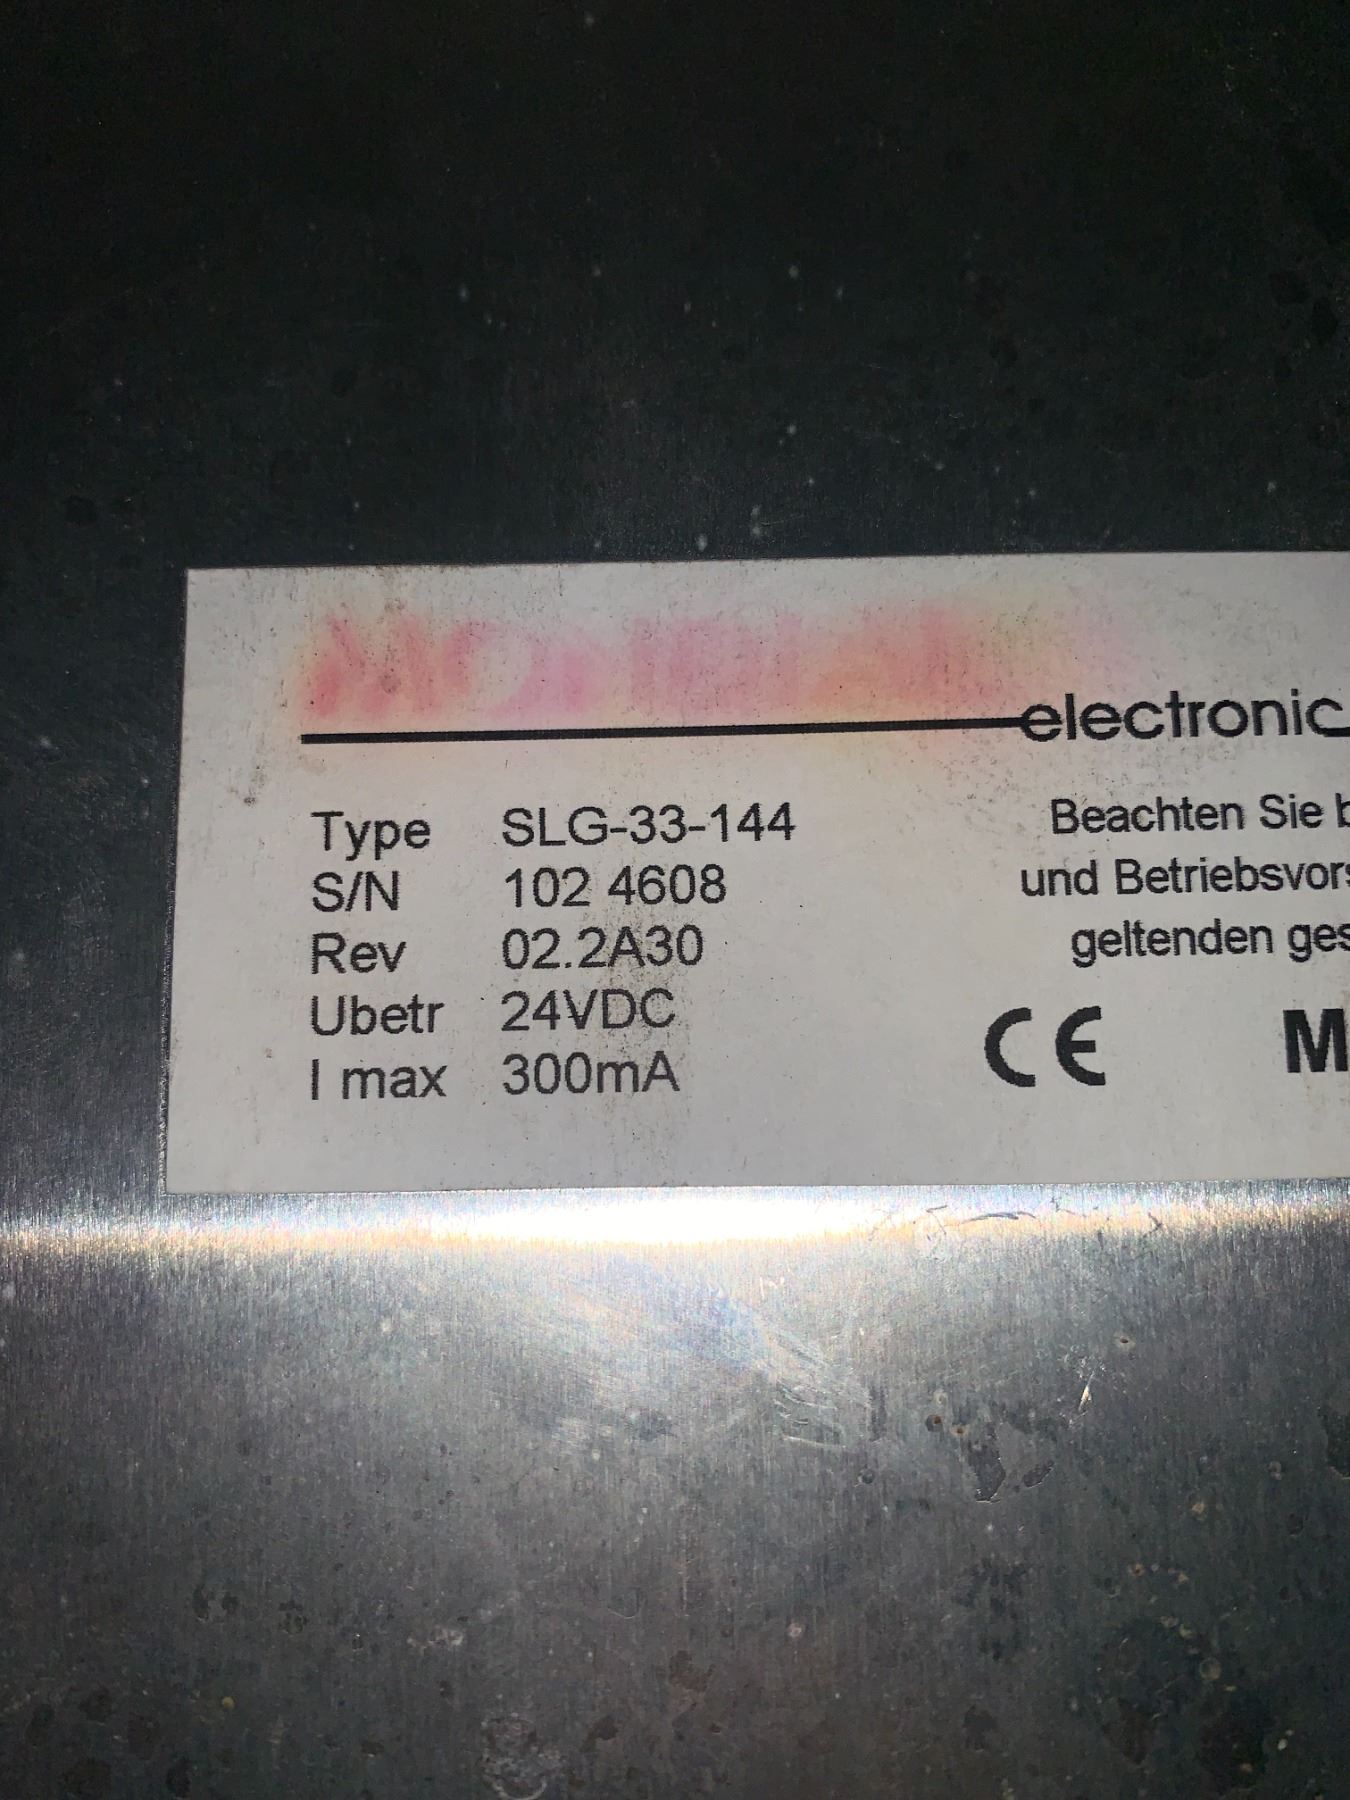 electronic
Type SLG-33-144
S/N 102 4608
Rev 02.2A30
Ubetr 24VDC
I max 300mA
Beachten Sie b
und Betriebsvors
geltenden ges
CE M